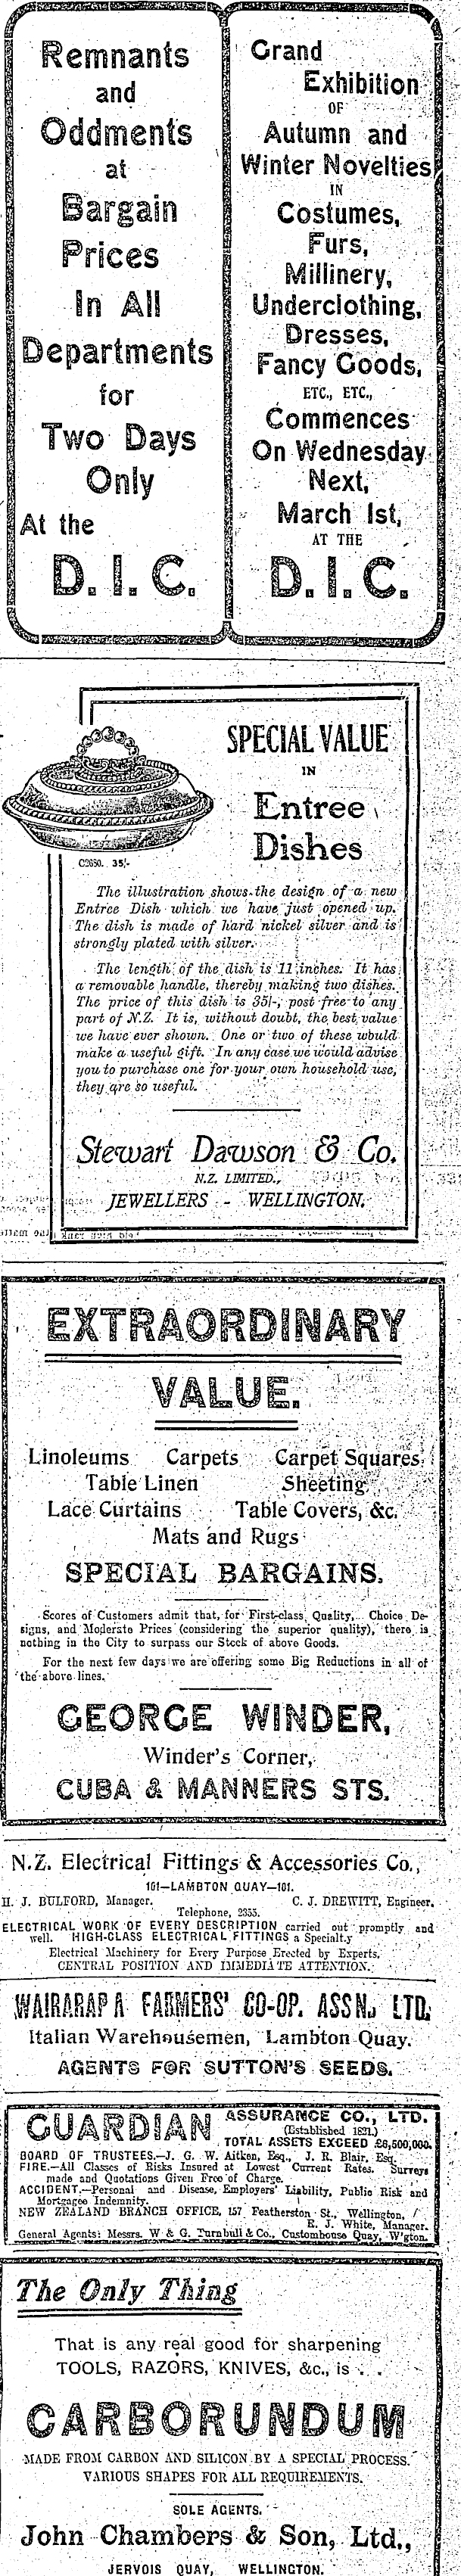 Remnants
and
Oddments
at
Bargain
Prices
In All
Departments
for
Two Days
Only
At the
D.I.C.
Grand
Exhibition
OF
Autumn and
Winter Novelties
IN
Costumes,
Furs,
Millinery,
Underclothing,
Dresses,
Fancy Goods,
ETC., ETC.,
Commences
On Wednesday
Next,
March 1st,
AT THE
D.I.C.
SPECIAL VALUE
IN
Entree
Dishes
C2650. 35/-
The illustration shows the design of a new
Entree Dish which we have just opened up.
The dish is made of hard nickel silver and is
strongly plated with silver.
The length of the dish is 11 inches. It has
a removable handle, thereby making two dishes.
The price of this dish is 35/-, post free to any
part of N.Z. It is, without doubt, the best value
we have ever shown. One or two of these would
make a useful gift. In any case we would advise
you to purchase one for your own household use,
they are so useful.
Stewart Dawson & Co.
N.Z. LIMITED.,
JEWELLERS - WELLINGTON.
EXTRAORDINARY
VALUE.
Linoleums Carpets Carpet Squares
Table Linen Sheeting
Lace Curtains Table Covers, &c.
Mats and Rugs
SPECIAL BARGAINS.
Scores of Customers admit that, for First-class Quality, Choice De-
signs, and Moderate Prices (considering the superior quality), there is
nothing in the City to surpass our Stock of above Goods.
For the next few days we are offering some Big Reductions in all of
the above lines.
GEORGE WINDER,
Winder's Corner,
CUBA & MANNERS STS.
N.Z. Electrical Fittings & Accessories Co.,
101—LAMBTON QUAY—101.
H. J. BULFORD, Manager. C. J. DREWITT, Engineer.
Telephone, 2355.
ELECTRICAL WORK OF EVERY DESCRIPTION carried out promptly and
well. HIGH-CLASS ELECTRICAL FITTINGS a Specialty
Electrical Machinery for Every Purpose Erected by Experts.
CENTRAL POSITION AND IMMEDIATE ATTENTION.
WAIRARAPA FARMERS' CO-OP. ASSN., LTD.
Italian Warehousemen, Lambton Quay.
AGENTS FOR SUTTON'S SEEDS.
GUARDIAN ASSURANCE CO., LTD.
(Established 1821.)
TOTAL ASSETS EXCEED £6,500,000.
BOARD OF TRUSTEES.—J. G. W. Aitken, Esq., J. R. Blair, Esq.
FIRE.—All Classes of Risks Insured at Lowest Current Rates. Surveys
made and Quotations Given Free of Charge.
ACCIDENT.—Personal and Disease, Employers' Liability, Public Risk and
Mortgagee Indemnity.
NEW ZEALAND BRANCH OFFICE, 157 Featherston St., Wellington,
R. J. White, Manager.
General Agents: Messrs. W & G. Turnbull & Co., Customhouse Quay, W'gton.
The Only Thing
That is any real good for sharpening
TOOLS, RAZORS, KNIVES, &c., is . .
CARBORUNDUM
MADE FROM CARBON AND SILICON BY A SPECIAL PROCESS.
VARIOUS SHAPES FOR ALL REQUIREMENTS.
SOLE AGENTS.
John Chambers & Son, Ltd.,
JERVOIS QUAY, WELLINGTON.